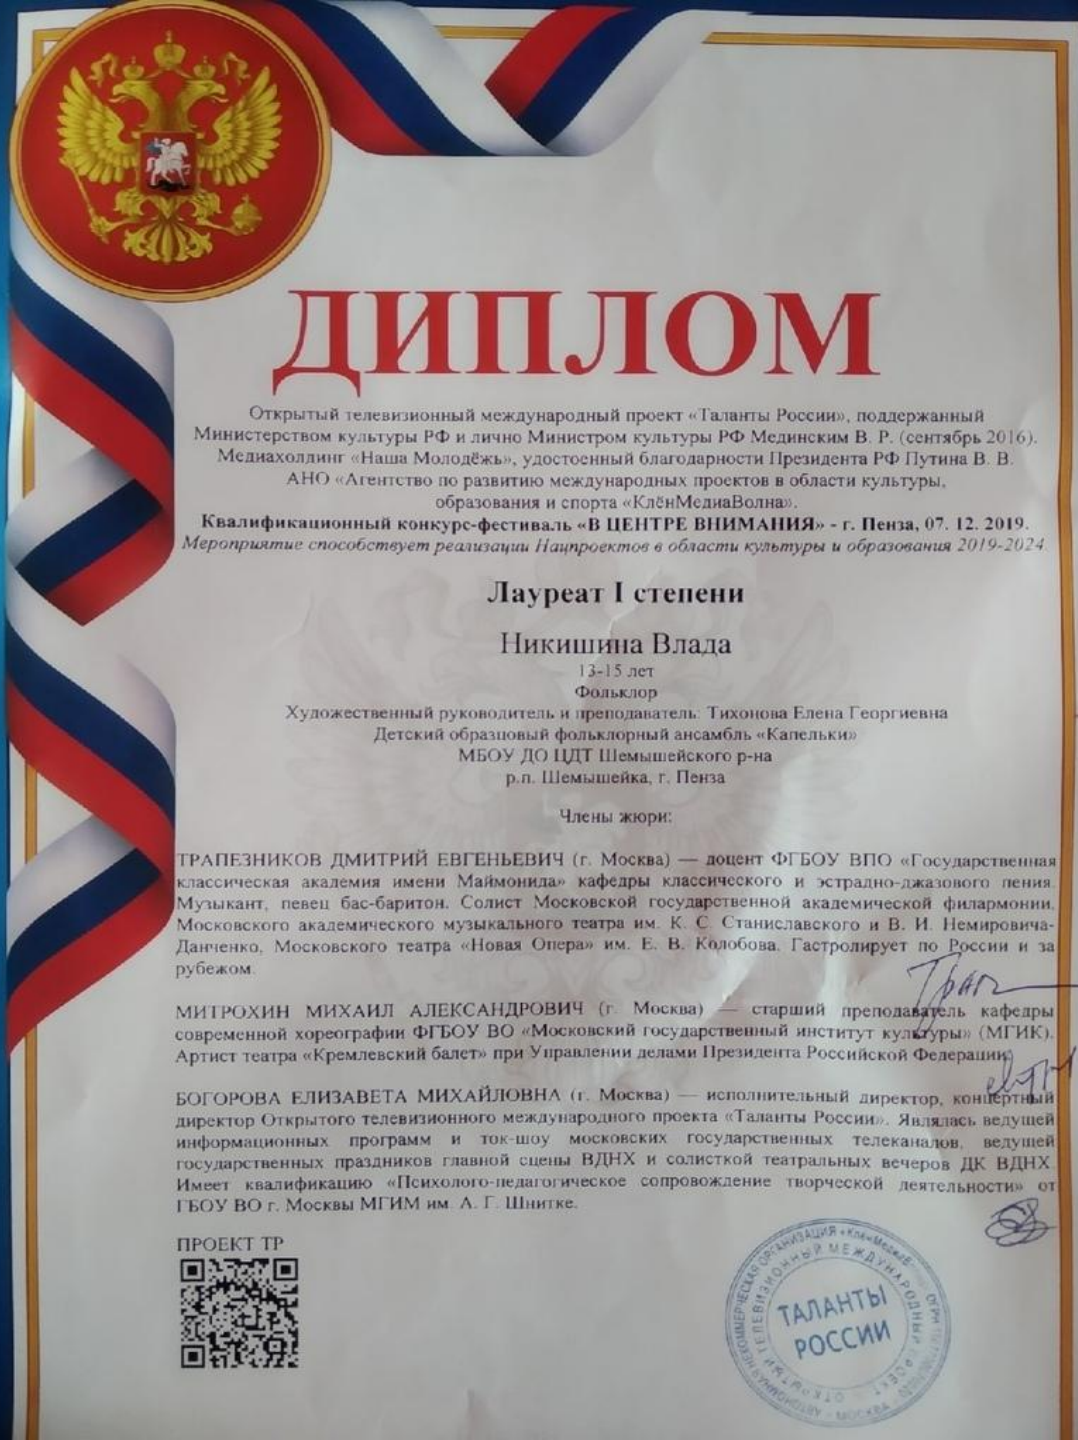 ДИПЛОМ
Открытый телевизионный международный проект «Таланты России», поддержанный
Министерством культуры РФ и лично Министром культуры РФ Мединским В. Р. (сентябрь 2016).
Медиахолдинг «Наша Молодёжь», удостоенный благодарности Президента РФ Путина В. В.
АНО «Агентство по развитию международных проектов в области культуры,
образования и спорта «КлёнМедиаВолна».
Квалификационный конкурс-фестиваль «В ЦЕНТРЕ ВНИМАНИЯ» - г. Пенза, 07. 12. 2019.
Мероприятие способствует реализации Нацпроектов в области культуры и образования 2019-2024.
Лауреат I степени
Никишина Влада
13-15 лет
Фольклор
Художественный руководитель и преподаватель: Тихонова Елена Георгиевна
Детский образцовый фольклорный ансамбль «Капельки»
МБОУ ДО ЦДТ Шемышейского р-на
р.п. Шемышейка, г. Пенза
Члены жюри:
ТРАПЕЗНИКОВ ДМИТРИЙ ЕВГЕНЬЕВИЧ (г. Москва) — доцент ФГБОУ ВПО «Государственная
классическая академия имени Маймонида» кафедры классического и эстрадно-джазового пения.
Музыкант, певец бас-баритон. Солист Московской государственной академической филармонии,
Московского академического музыкального театра им. К. С. Станиславского и В. И. Немировича-
Данченко, Московского театра «Новая Опера» им. Е. В. Колобова. Гастролирует по России и за
рубежом.
МИТРОХИН МИХАИЛ АЛЕКСАНДРОВИЧ (г. Москва) — старший преподаватель кафедры
современной хореографии ФГБОУ ВО «Московский государственный институт культуры» (МГИК).
Артист театра «Кремлевский балет» при Управлении делами Президента Российской Федерации.
БОГОРОВА ЕЛИЗАВЕТА МИХАЙЛОВНА (г. Москва) — исполнительный директор, концертный
директор Открытого телевизионного международного проекта «Таланты России». Являлась ведущей
информационных программ и ток-шоу московских государственных телеканалов, ведущей
государственных праздников главной сцены ВДНХ и солисткой театральных вечеров ДК ВДНХ.
Имеет квалификацию «Психолого-педагогическое сопровождение творческой деятельности» от
ГБОУ ВО г. Москвы МГИМ им. А. Г. Шнитке.
ПРОЕКТ ТР
АВТОНОМНАЯ НЕКОММЕРЧЕСКАЯ ОРГАНИЗАЦИЯ
МОСКВА
ОТКРЫТЫЙ ТЕЛЕВИЗИОННЫЙ МЕЖДУНАРОДНЫЙ ПРОЕКТ
ТАЛАНТЫ
РОССИИ